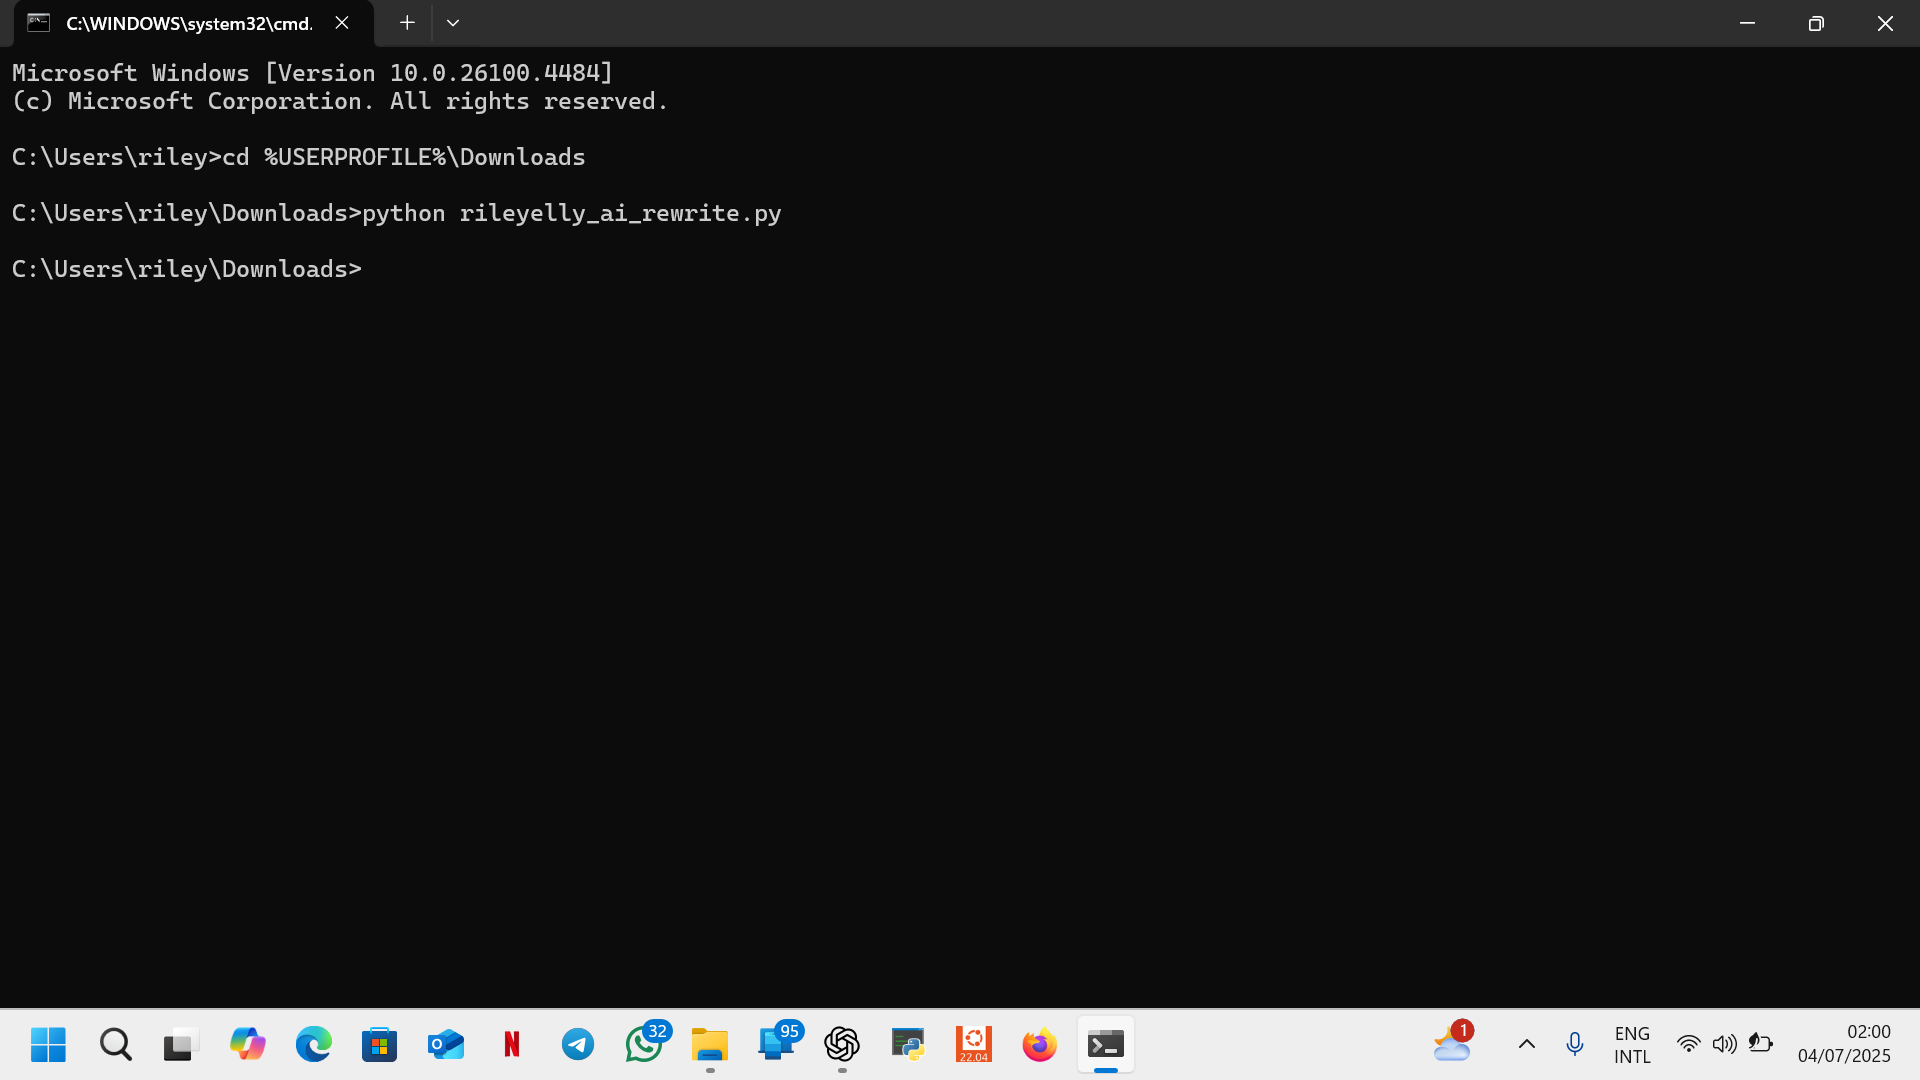 C:\WINDOWS\system32\cmd.
Microsoft Windows [Version 10.0.26100.4484]
(c) Microsoft Corporation. All rights reserved.
C:\Users\riley>cd %USERPROFILE%\Downloads
C:\Users\riley\Downloads>python rileyelly_ai_rewrite.py
C:\Users\riley\Downloads>
32
95
22.04
1
ENG
INTL
02:00
04/07/2025